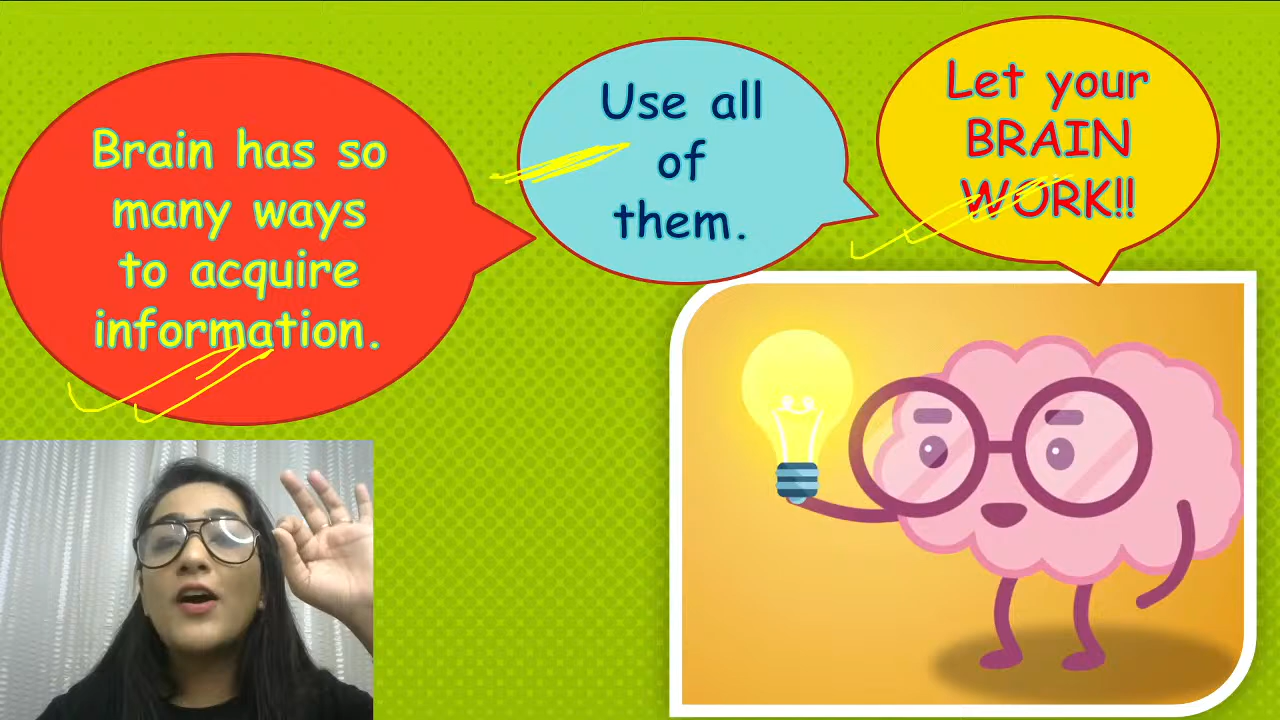 Brain has so
many ways
to acquire
information.
Use all
of
them.
Let your
BRAIN
WORK!!